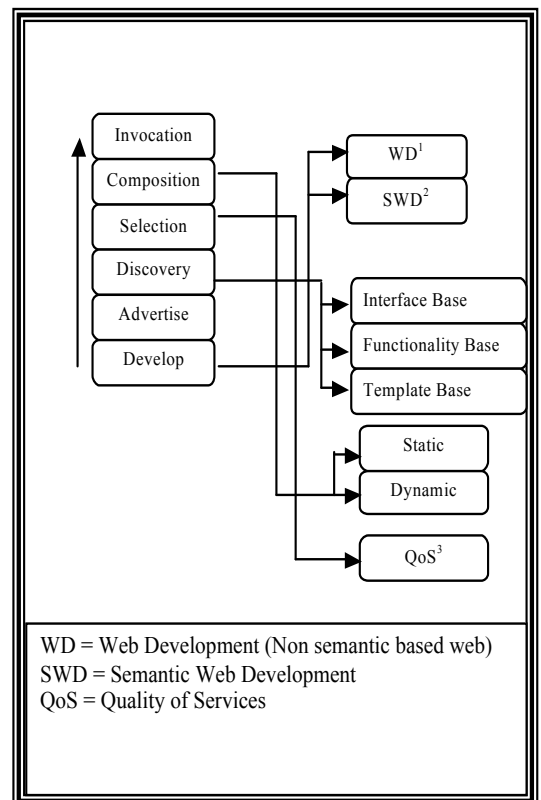 Invocation
Composition
Selection
Discovery
Advertise
Develop
WD¹
SWD²
Interface Base
Functionality Base
Template Base
Static
Dynamic
QoS³
WD = Web Development (Non semantic based web)
SWD = Semantic Web Development
QoS = Quality of Services